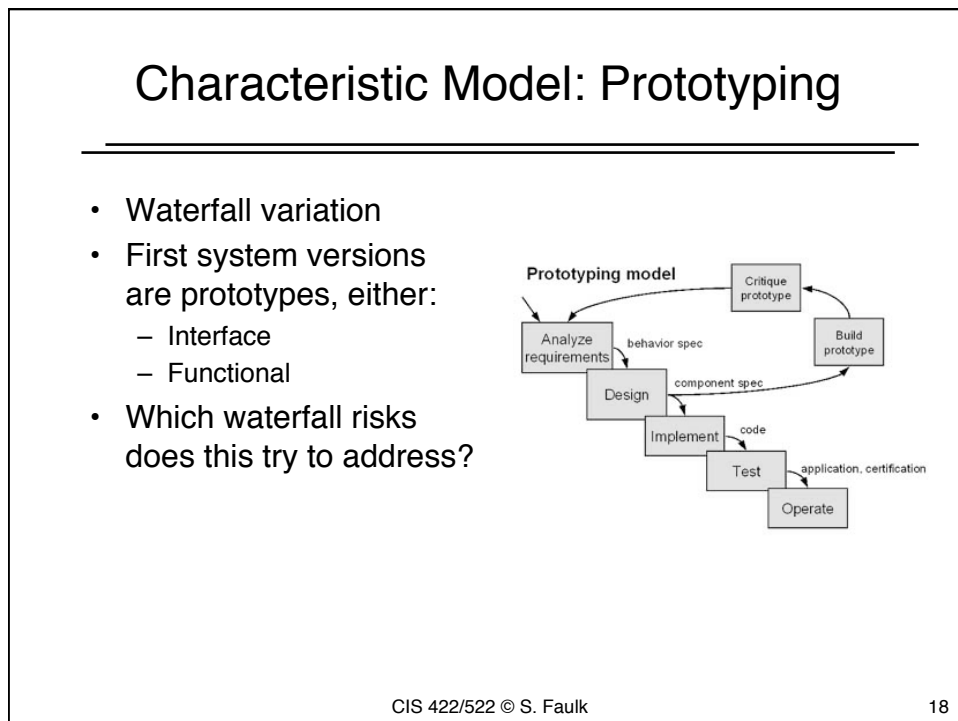 Characteristic Model: Prototyping
• Waterfall variation
• First system versions
are prototypes, either:
– Interface
– Functional
• Which waterfall risks
does this try to address?
Prototyping model
Critique
prototype
Build
prototype
Analyze
requirements
behavior spec
Design
component spec
Implement
code
Test
application, certification
Operate
CIS 422/522 © S. Faulk
18